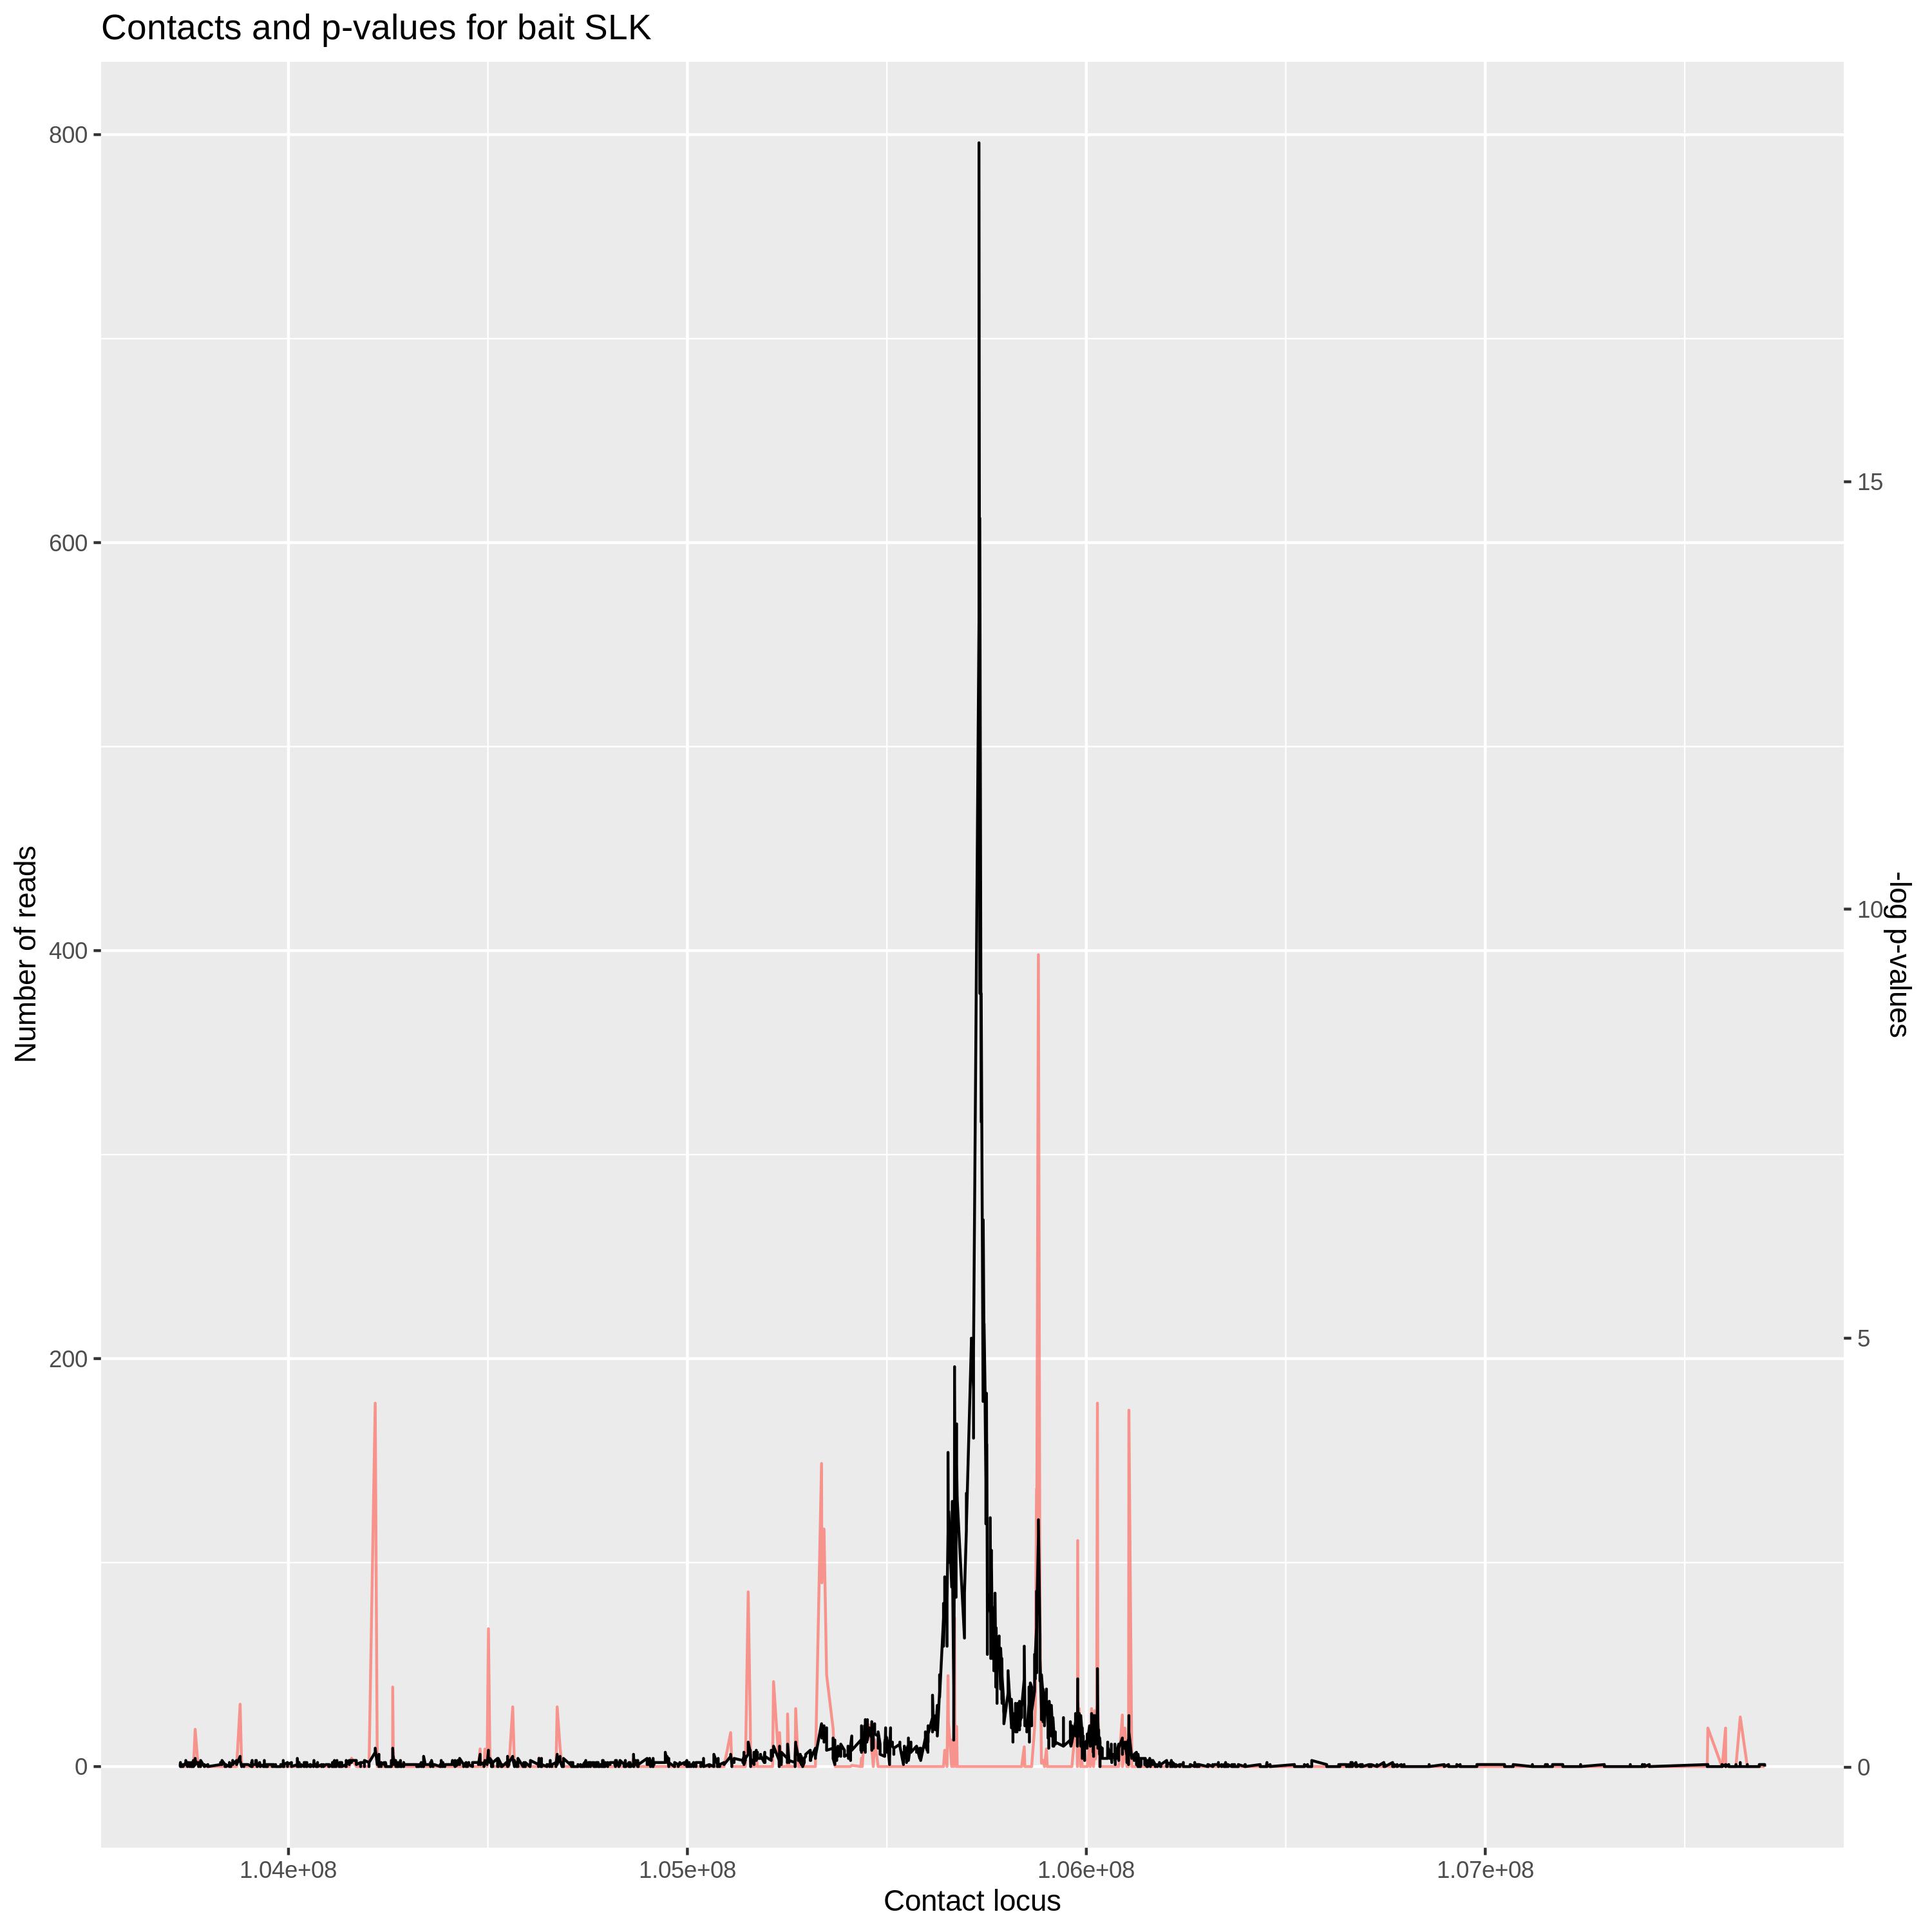 Contacts and p-values for bait SLK
800
600
400
200
0
Number of reads
15
10
5
0
-log p-values
1.04e+08
1.05e+08
1.06e+08
1.07e+08
Contact locus